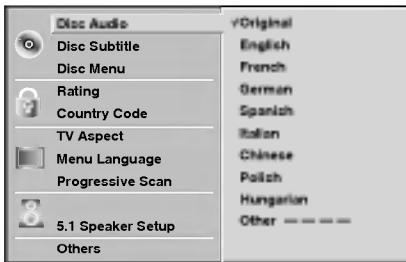 Disc Audio
Disc Subtitle
Disc Menu
Rating
Country Code
TV Aspect
Menu Language
Progressive Scan
5.1 Speaker Setup
Others
√Original
English
French
German
Spanish
Italian
Chinese
Polish
Hungarian
Other — — — —